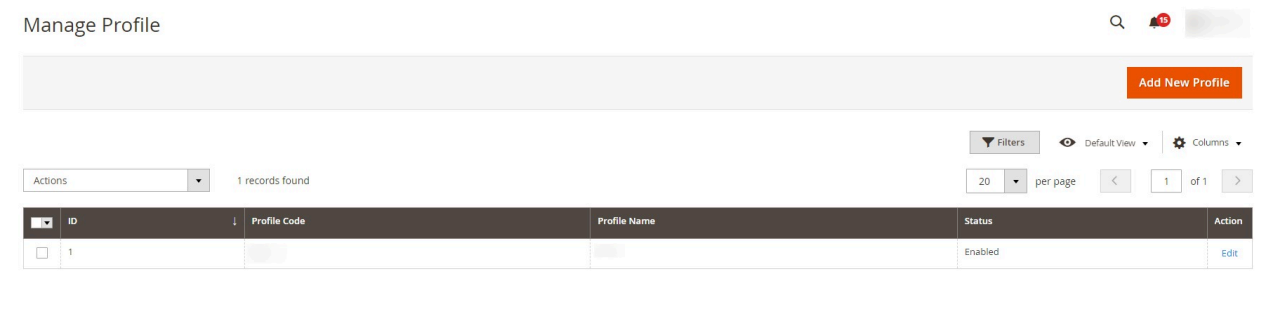 Manage Profile
15
Add New Profile
Filters
Default View
Columns
Actions
1 records found
20
per page
1
of 1
ID ↓ Profile Code Profile Name Status Action
1 Enabled Edit